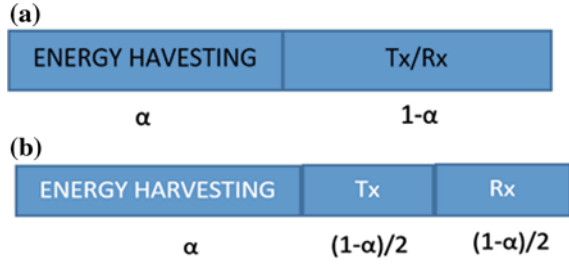 (a)
ENERGY HAVESTING Tx/Rx
α 1-α
(b)
ENERGY HARVESTING Tx Rx
α (1-α)/2 (1-α)/2